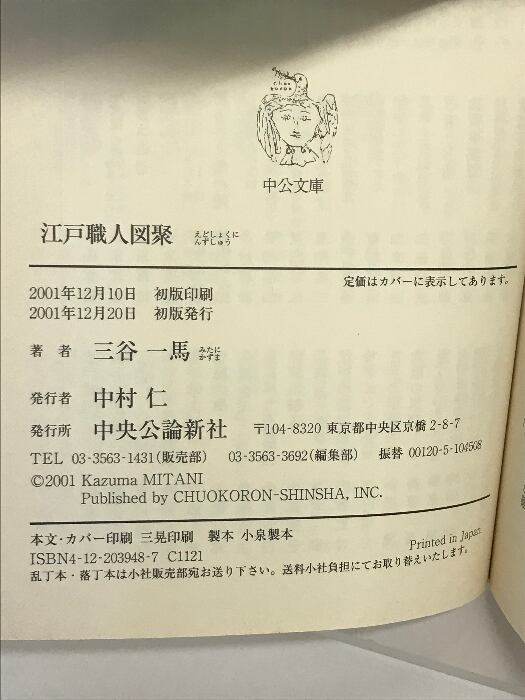 中公文庫
江戸職人図聚 えどしょくに
んずしゅう
定価はカバーに表示してあります。
2001年12月10日 初版印刷
2001年12月20日 初版発行
著者 三谷一馬 みたに
かずま
発行者 中村仁
発行所 中央公論新社 〒104-8320 東京都中央区京橋 2-8-7
TEL 03-3563-1431(販売部) 03-3563-3692(編集部) 振替 00120-5-104508
©2001 Kazuma MITANI
Published by CHUOKORON-SHINSHA, INC.
本文・カバー印刷 三晃印刷 製本 小泉製本
ISBN4-12-203948-7 C1121
Printed in Japan
乱丁本・落丁本は小社販売部宛お送り下さい。送料小社負担にてお取り替えいたします。